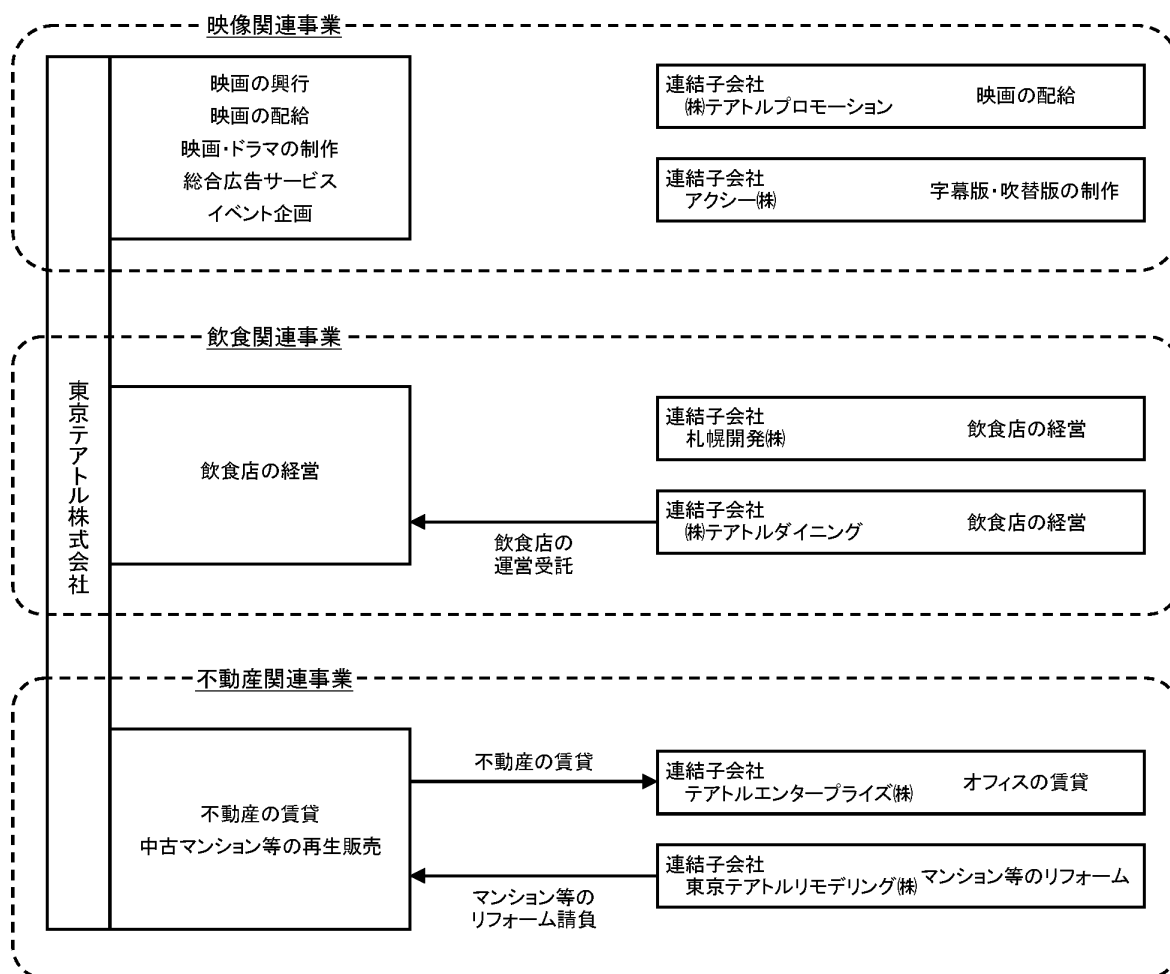 映像関連事業
映画の興行
映画の配給
映画・ドラマの制作
総合広告サービス
イベント企画
連結子会社
㈱テアトルプロモーション
映画の配給
連結子会社
アクシー㈱
字幕版・吹替版の制作
東京テアトル株式会社
飲食関連事業
飲食店の経営
連結子会社
札幌開発㈱
飲食店の経営
連結子会社
㈱テアトルダイニング
飲食店の経営
飲食店の
運営受託
不動産関連事業
不動産の賃貸
中古マンション等の再生販売
不動産の賃貸
連結子会社
テアトルエンタープライズ㈱
オフィスの賃貸
連結子会社
東京テアトルリモデリング㈱
マンション等のリフォーム
マンション等の
リフォーム請負